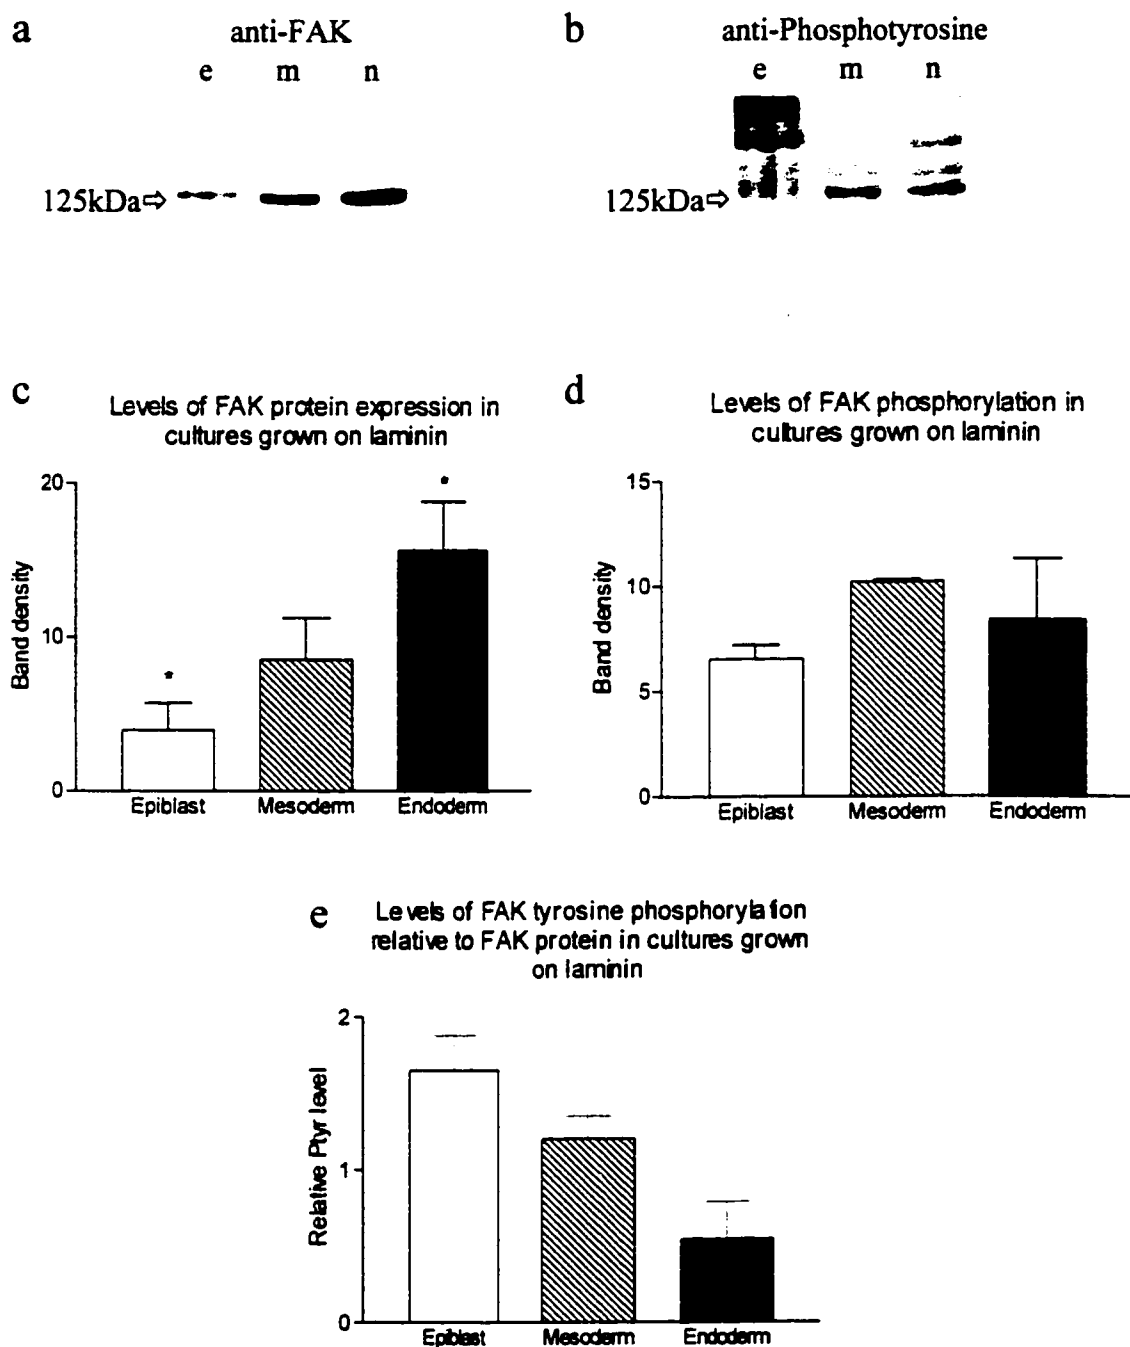 a
anti-FAK
e m n
125kDa⇨
b
anti-Phosphotyrosine
e m n
125kDa⇨
c
Levels of FAK protein expression in
cultures grown on laminin
Band density
20
10
0
*
*
Epiblast Mesoderm Endoderm
d
Levels of FAK phosphorylation in
cultures grown on laminin
Band density
15
10
5
0
Epiblast Mesoderm Endoderm
e
Levels of FAK tyrosine phosphorylation
relative to FAK protein in cultures grown
on laminin
Relative Ptyr level
2
1
0
Epiblast Mesoderm Endoderm